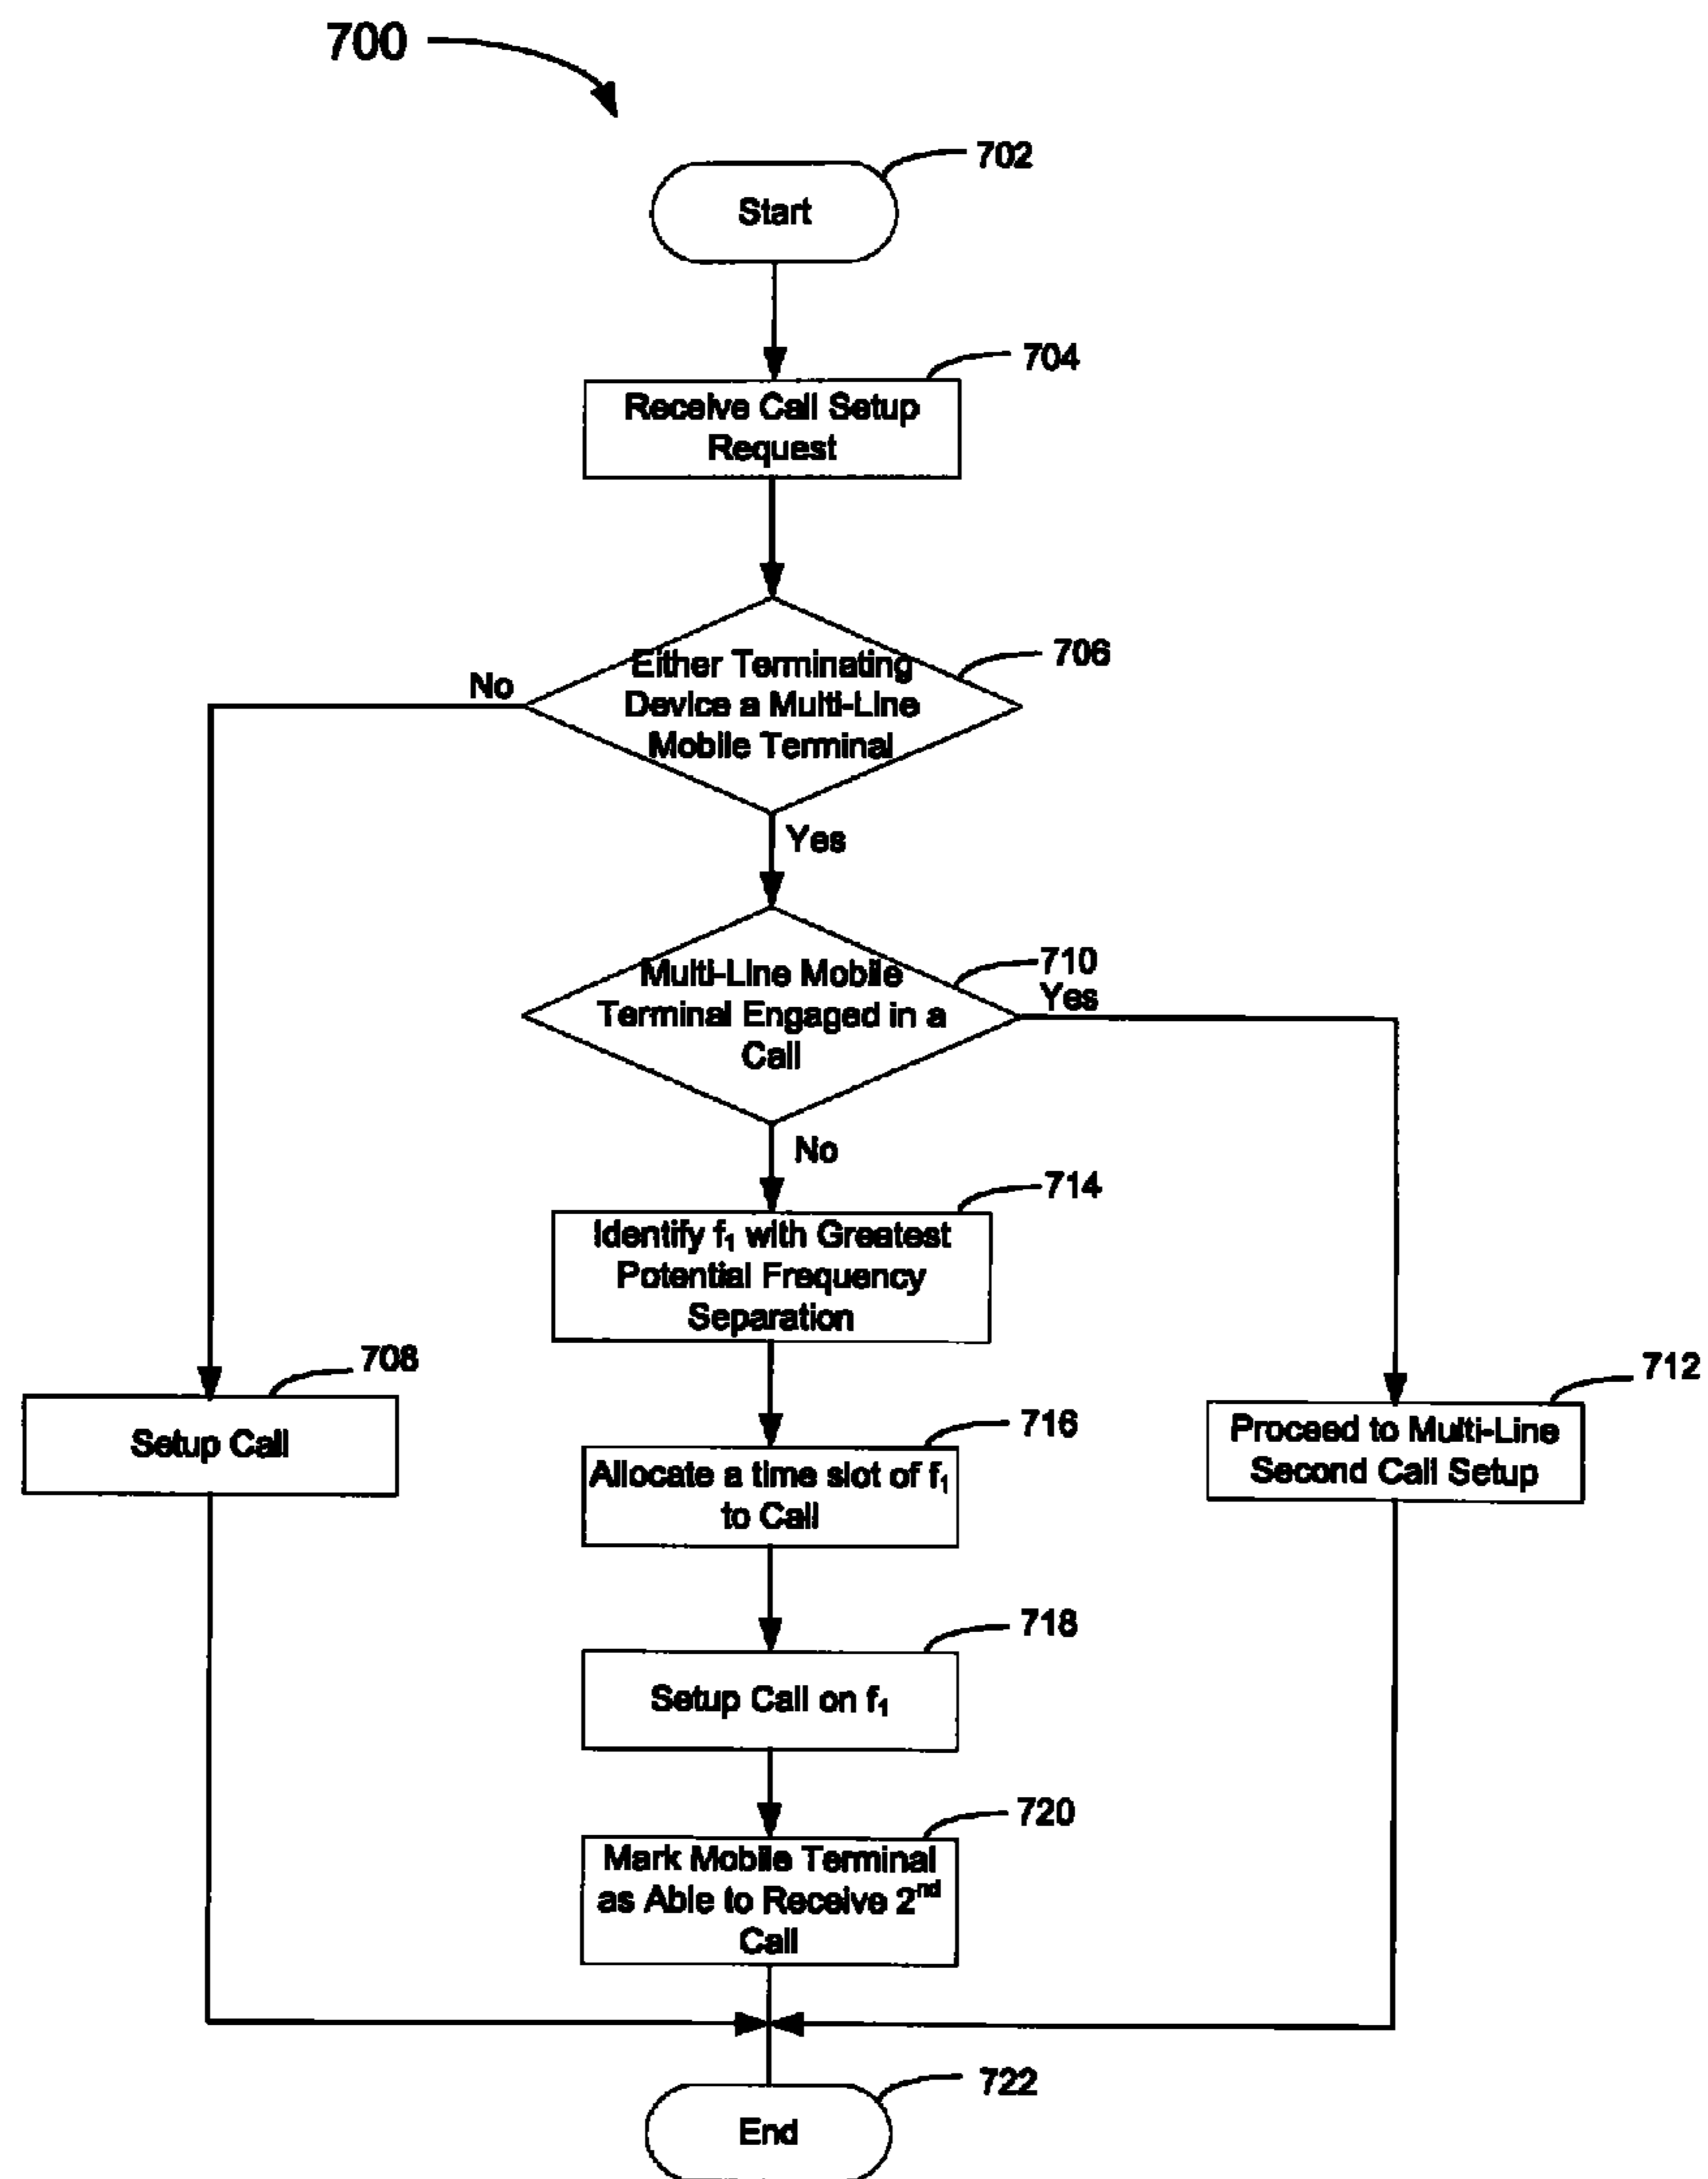 700
702
Start
704
Receive Call Setup
Request
706
Either Terminating
Device a Multi-Line
Mobile Terminal
No
Yes
710
Multi-Line Mobile
Terminal Engaged in a
Call
Yes
No
714
Identify f₁ with Greatest
Potential Frequency
Separation
708
Setup Call
712
Proceed to Multi-Line
Second Call Setup
716
Allocate a time slot of f₁
to Call
718
Setup Call on f₁
720
Mark Mobile Terminal
as Able to Receive 2ⁿᵈ
Call
722
End